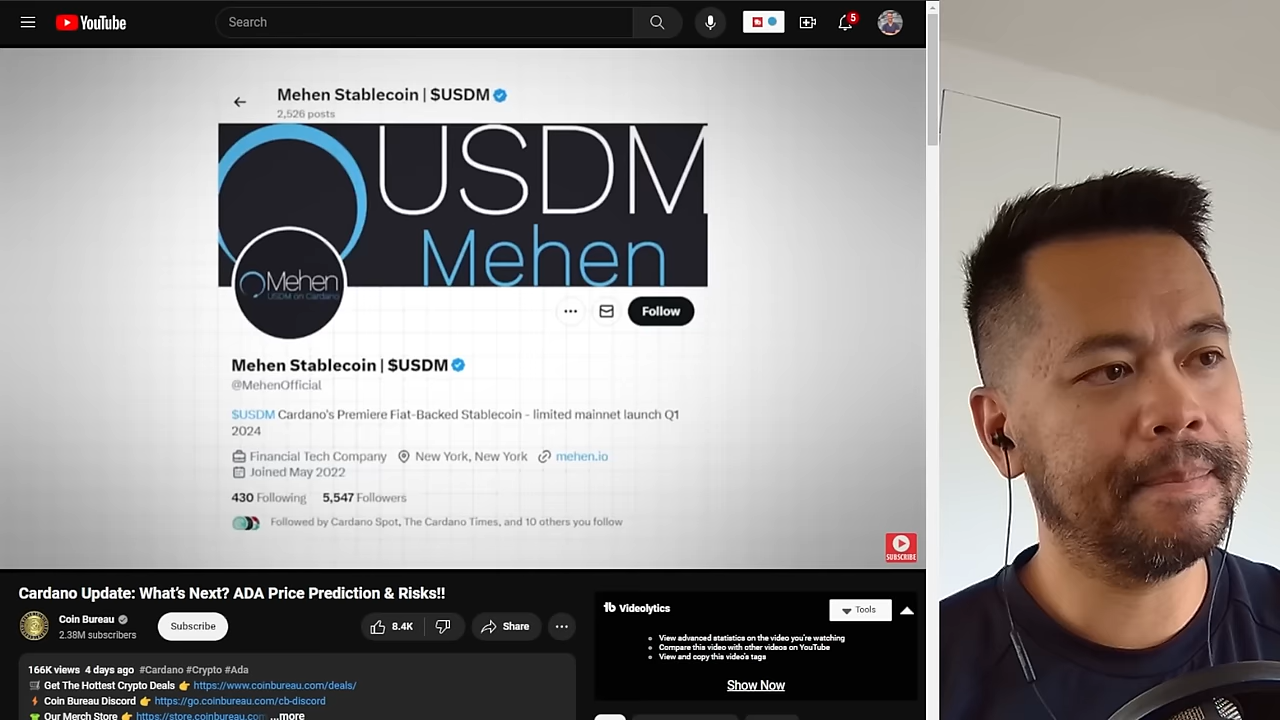 YouTube
Search
5
Mehen Stablecoin | $USDM
2,526 posts
USDM
Mehen
Mehen
USDM on Cardano
Follow
Mehen Stablecoin | $USDM
@MehenOfficial
$USDM Cardano's Premiere Fiat-Backed Stablecoin - limited mainnet launch Q1
2024
Financial Tech Company New York, New York mehen.io
Joined May 2022
430 Following 5,547 Followers
Followed by Cardano Spot, The Cardano Times, and 10 others you follow
SUBSCRIBE
Cardano Update: What's Next? ADA Price Prediction & Risks!!
Coin Bureau
2.38M subscribers
Subscribe
8.4K
Share
166K views 4 days ago #Cardano #Crypto #Ada
🛒 Get The Hottest Crypto Deals 👉 https://www.coinbureau.com/deals/
⚡ Coin Bureau Discord 👉 https://go.coinbureau.com/cb-discord
👕 Our Merch Store 👉 https://store.coinbureau.com ...more
tb Videolytics
Tools
View advanced statistics on the video you're watching
Compare this video with other videos on YouTube
View and copy this video's tags
Show Now